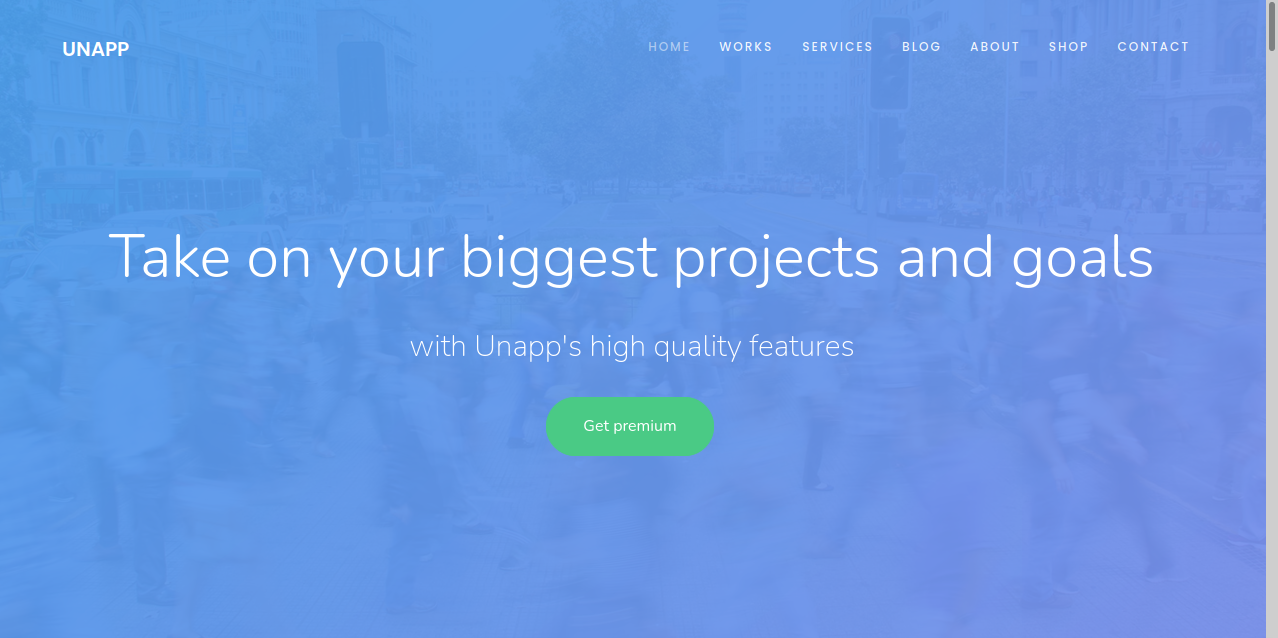 UNAPP
HOME WORKS SERVICES BLOG ABOUT SHOP CONTACT
Take on your biggest projects and goals
with Unapp's high quality features
Get premium